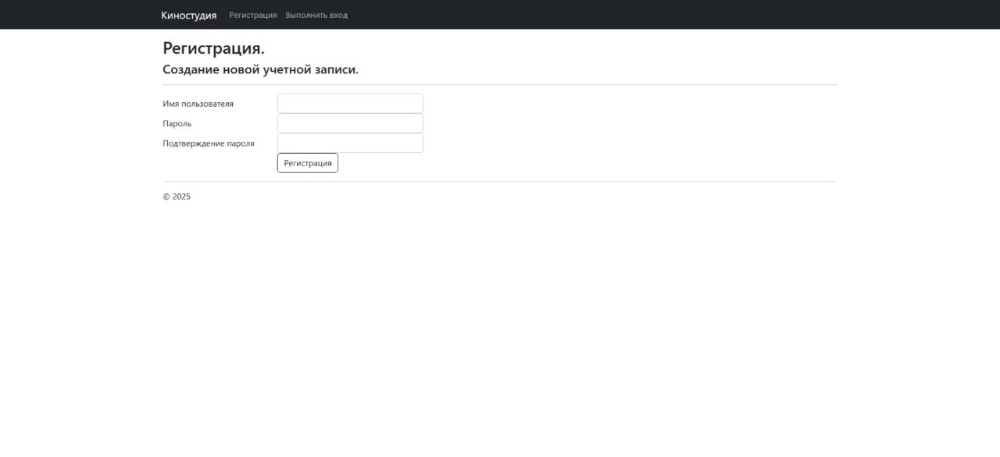 Киностудия Регистрация Выполнить вход
Регистрация.
Создание новой учетной записи.
Имя пользователя
Пароль
Подтверждение пароля
Регистрация
© 2025